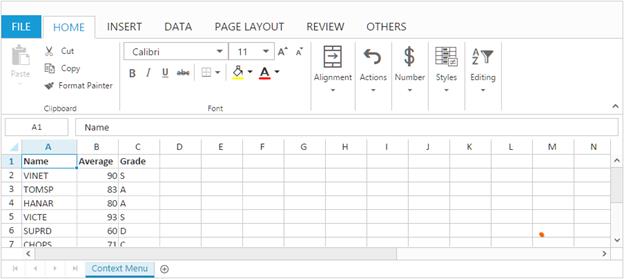 FILE HOME INSERT DATA PAGE LAYOUT REVIEW OTHERS
Paste
Cut
Copy
Format Painter
Clipboard
Calibri 11 A A
B I U abc A
Font
Alignment
Actions
$
Number
Styles
A Z
Editing
A1 Name
A B C D E F G H I J K L M N
1 Name Average Grade
2 VINET 90 S
3 TOMSP 83 A
4 HANAR 80 A
5 VICTE 93 S
6 SUPRD 60 D
7 CHOPS 71 C
Context Menu